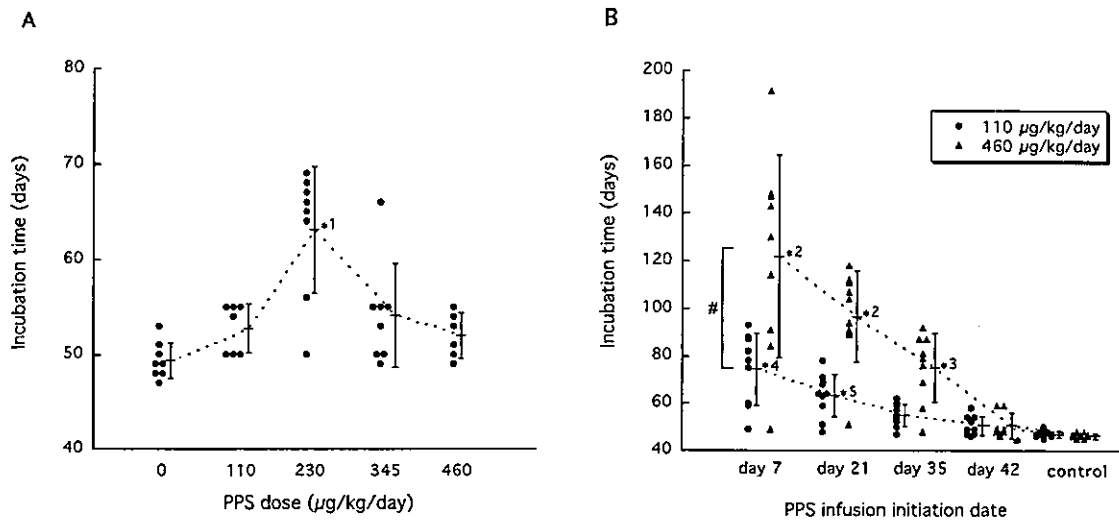 A
Incubation time (days)
80
70
60
50
40
*1
0 110 230 345 460
PPS dose (µg/kg/day)
B
Incubation time (days)
200
180
160
140
120
100
80
60
40
110 µg/kg/day
460 µg/kg/day
#
*2
*2
*3
*4
*5
day 7 day 21 day 35 day 42 control
PPS infusion initiation date